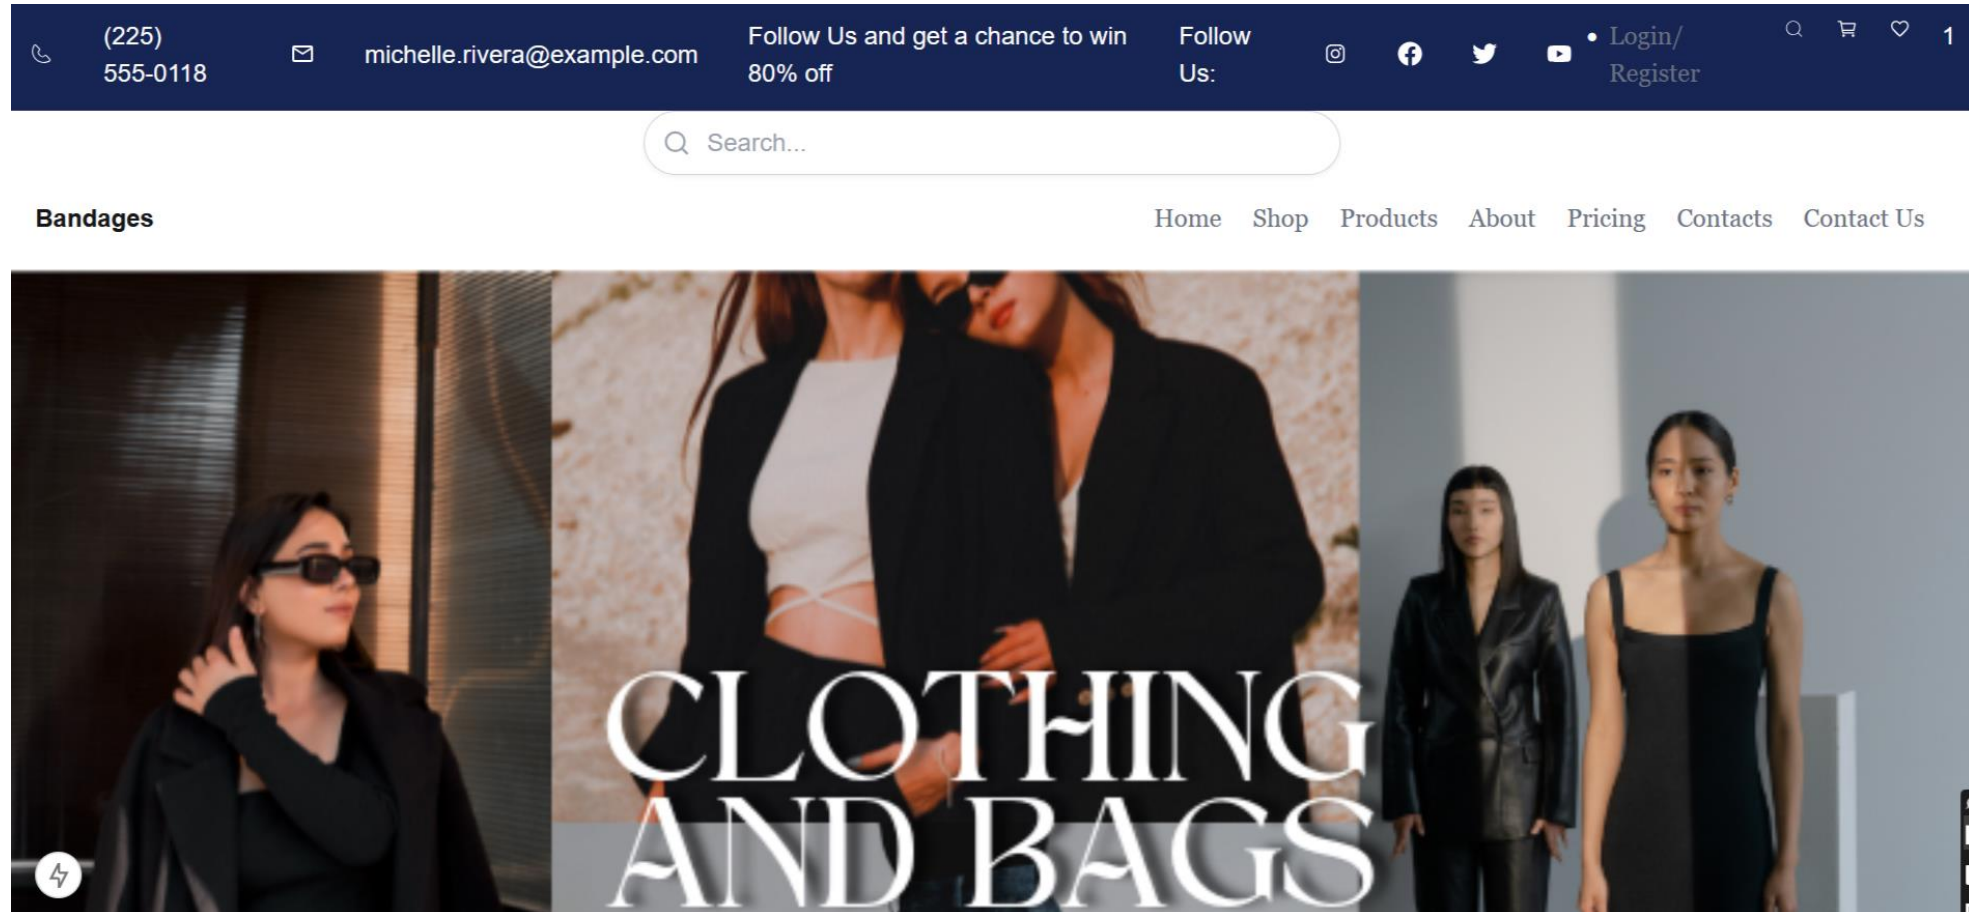 (225)
555-0118
michelle.rivera@example.com
Follow Us and get a chance to win
80% off
Follow
Us:
Login/
Register
1
Search...
Bandages
Home Shop Products About Pricing Contacts Contact Us
CLOTHING
AND BAGS